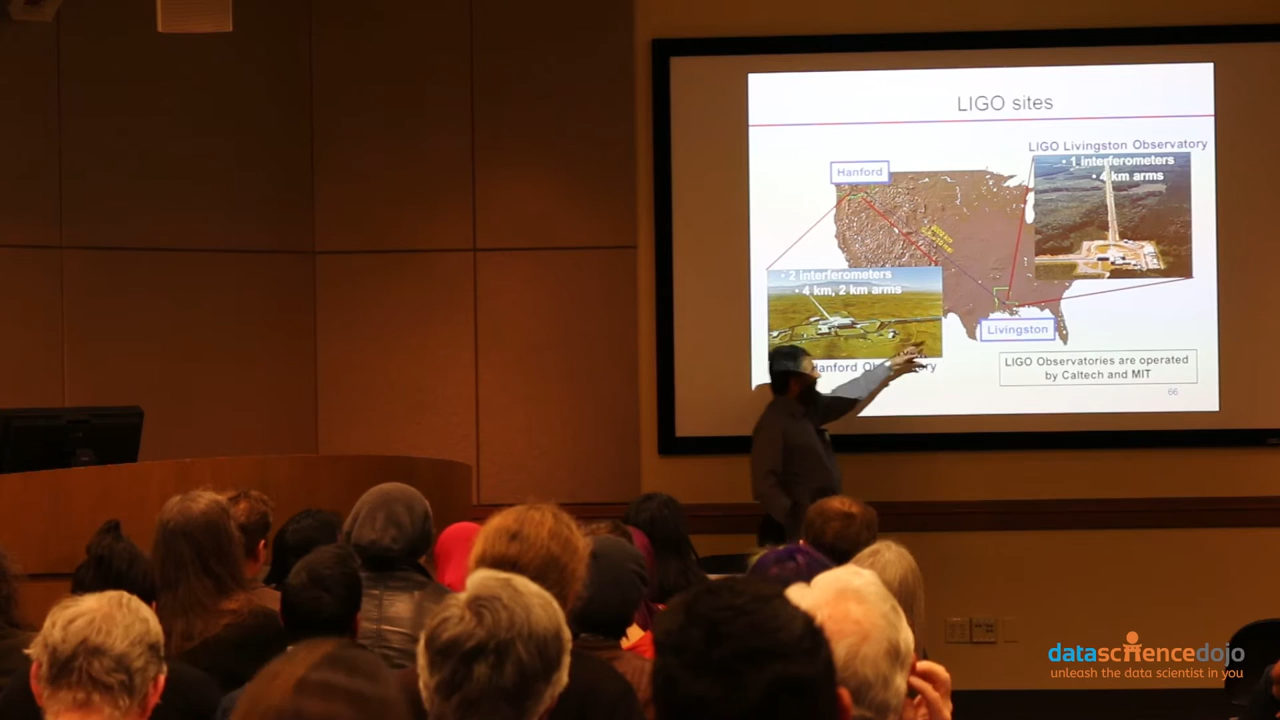 LIGO sites
LIGO Livingston Observatory
• 1 interferometers
• 4 km arms
Hanford
• 2 interferometers
• 4 km, 2 km arms
Livingston
Hanford
LIGO Observatories are operated
by Caltech and MIT
66
datasciencedojo
unleash the data scientist in you